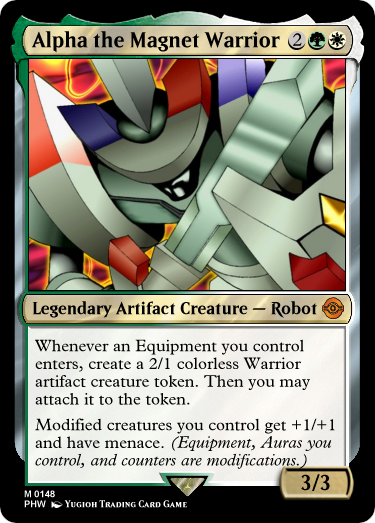 Alpha the Magnet Warrior 2
Legendary Artifact Creature — Robot
Whenever an Equipment you control
enters, create a 2/1 colorless Warrior
artifact creature token. Then you may
attach it to the token.
Modified creatures you control get +1/+1
and have menace. (Equipment, Auras you
control, and counters are modifications.)
3/3
M 0148
PHW Yugioh Trading Card Game